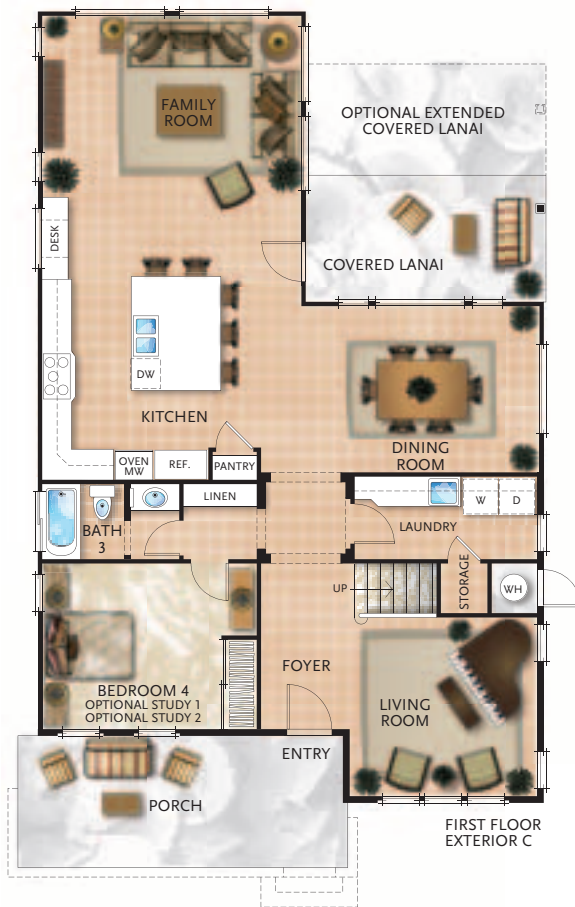 FAMILY
ROOM
OPTIONAL EXTENDED
COVERED LANAI
DESK
COVERED LANAI
DW
KITCHEN
OVEN
MW
REF.
PANTRY
DINING
ROOM
LINEN
BATH
3
W
D
LAUNDRY
STORAGE
WH
UP
FOYER
BEDROOM 4
OPTIONAL STUDY 1
OPTIONAL STUDY 2
LIVING
ROOM
ENTRY
PORCH
FIRST FLOOR
EXTERIOR C